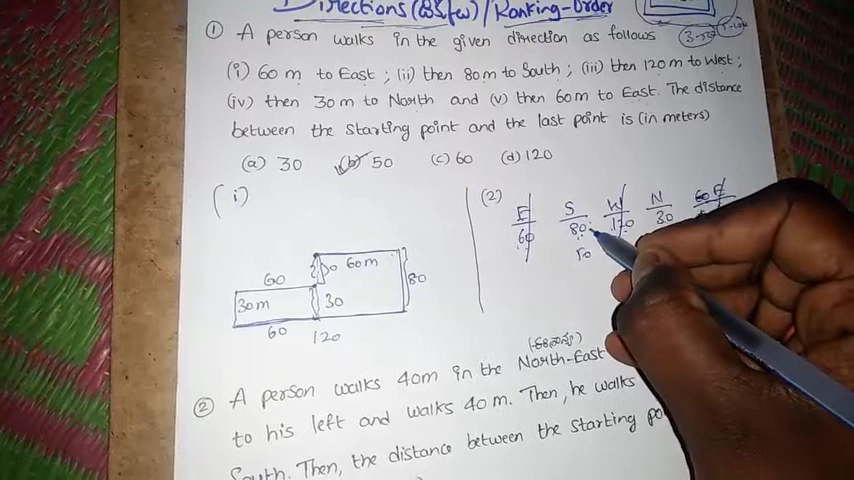 Directions (దిక్కులు) / Ranking-Order
① A person walks in the given direction as follows
(i) 60 m to East ; (ii) then 80m to South ; (iii) then 120 m to West ;
(iv) then 30 m to North and (v) then 60 m to East. The distance
between the starting point and the last point is (in meters)
(a) 30 (b) 50 (c) 60 (d) 120
(i)
60 50 60m
30m 30 80
60 120
(2)
E S W N 60 E
60 80 120 30
50
② A person walks 40m in the North-East
to his left and walks 40 m. Then, he walks
South. Then, the distance between the starting